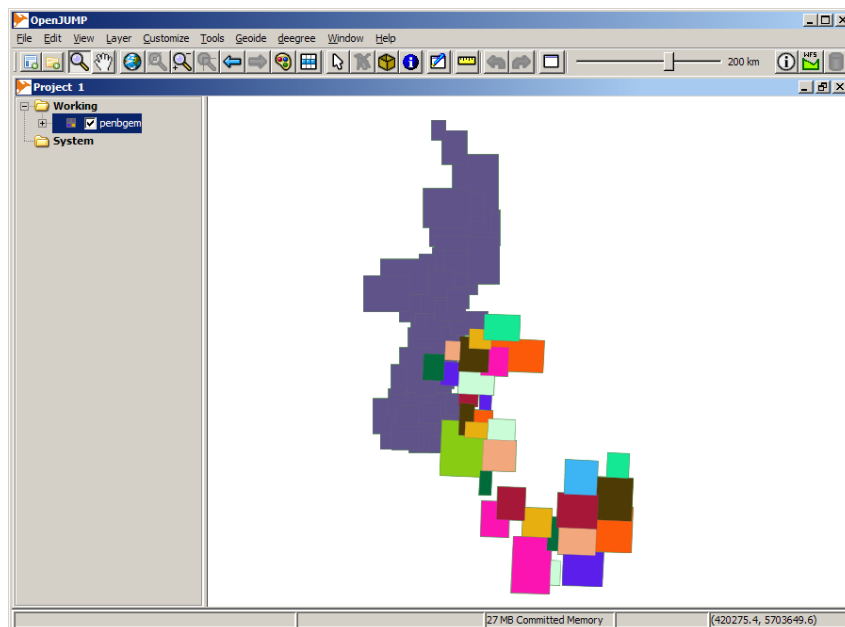 OpenJUMP
File Edit View Layer Customize Tools Geoide deegree Window Help
200 km WFS
Project 1
Working
penbgem
System
27 MB Committed Memory (420275.4, 5703649.6)